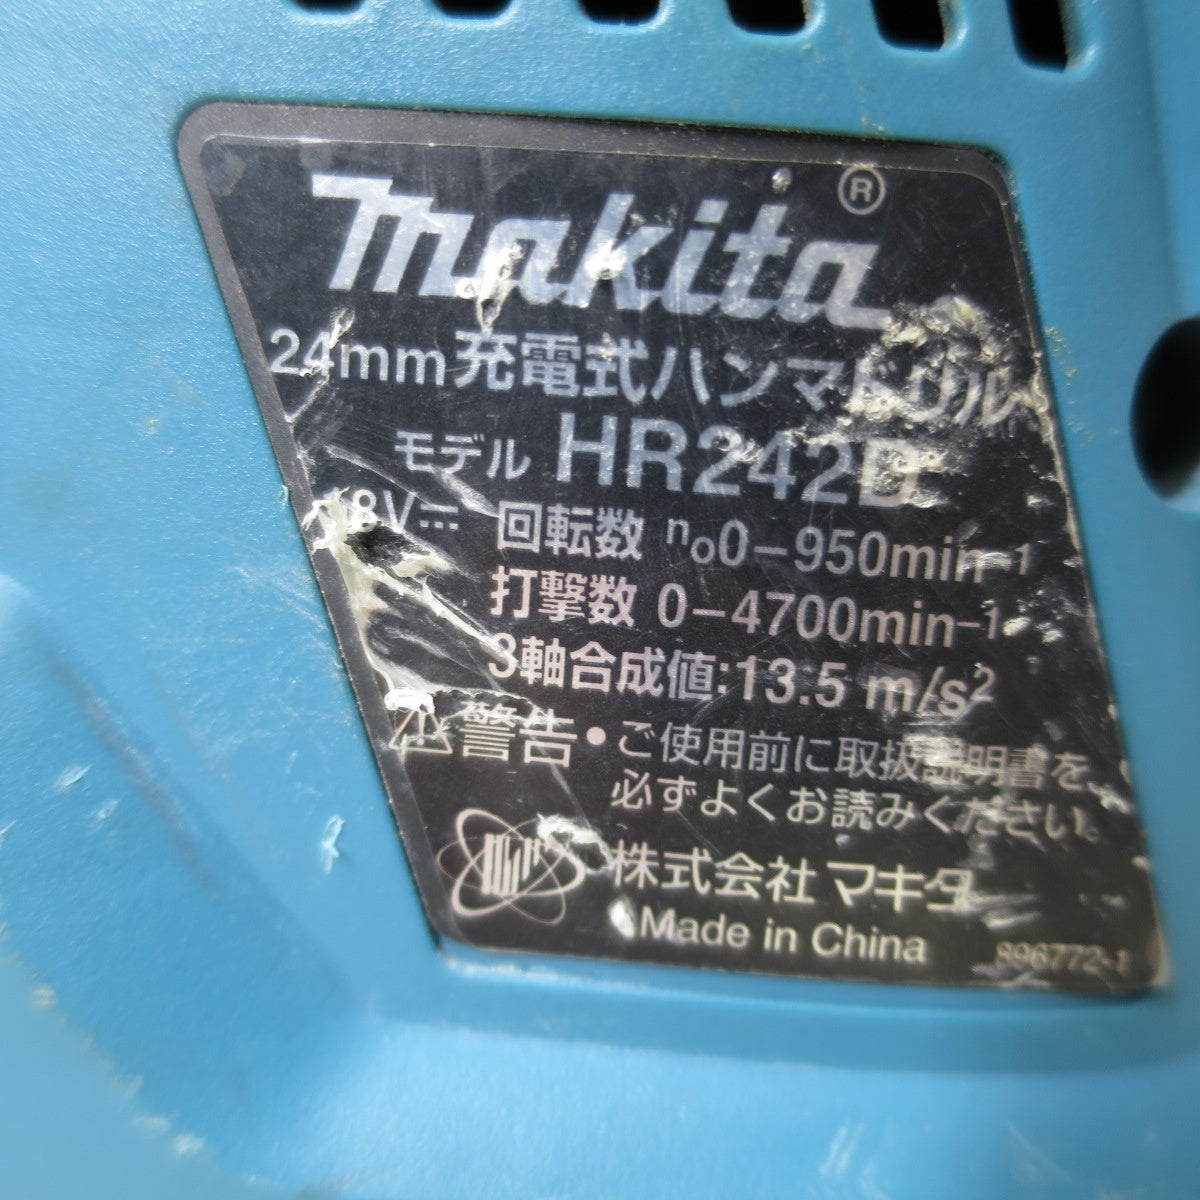 makita®
24mm充電式ハンマドリル
モデル HR242D
18V⎓ 回転数 n₀0−950min⁻¹
打撃数 0−4700min⁻¹
3軸合成値:13.5 m/s²
⚠警告・ご使用前に取扱説明書を、
必ずよくお読みください。
株式会社 マキタ
Made in China 896772-1